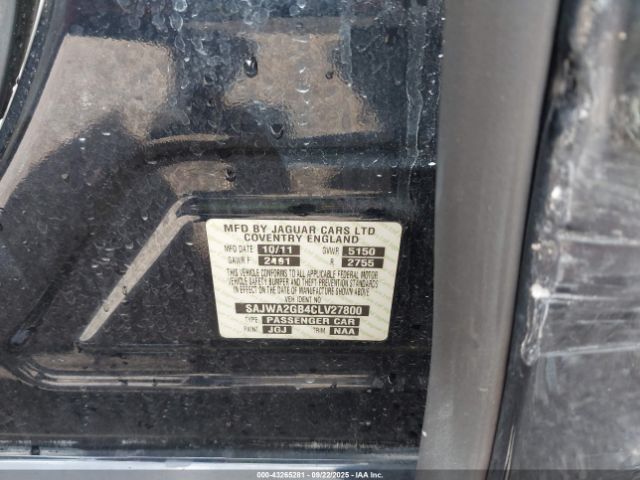 MFD BY JAGUAR CARS LTD
COVENTRY ENGLAND
MFD DATE 10/11 GVWR 5150
GAWR F 2491 R 2755
THIS VEHICLE CONFORMS TO ALL APPLICABLE FEDERAL MOTOR
VEHICLE SAFETY BUMPER AND THEFT PREVENTION STANDARDS
IN EFFECT ON THE DATE OF MANUFACTURE SHOWN ABOVE
VEH IDENT No
SAJWA2GB4CLV27800
TYPE PASSENGER CAR
PAINT JGJ TRIM NAA
000-43265281 - 09/22/2025 - IAAI.COM